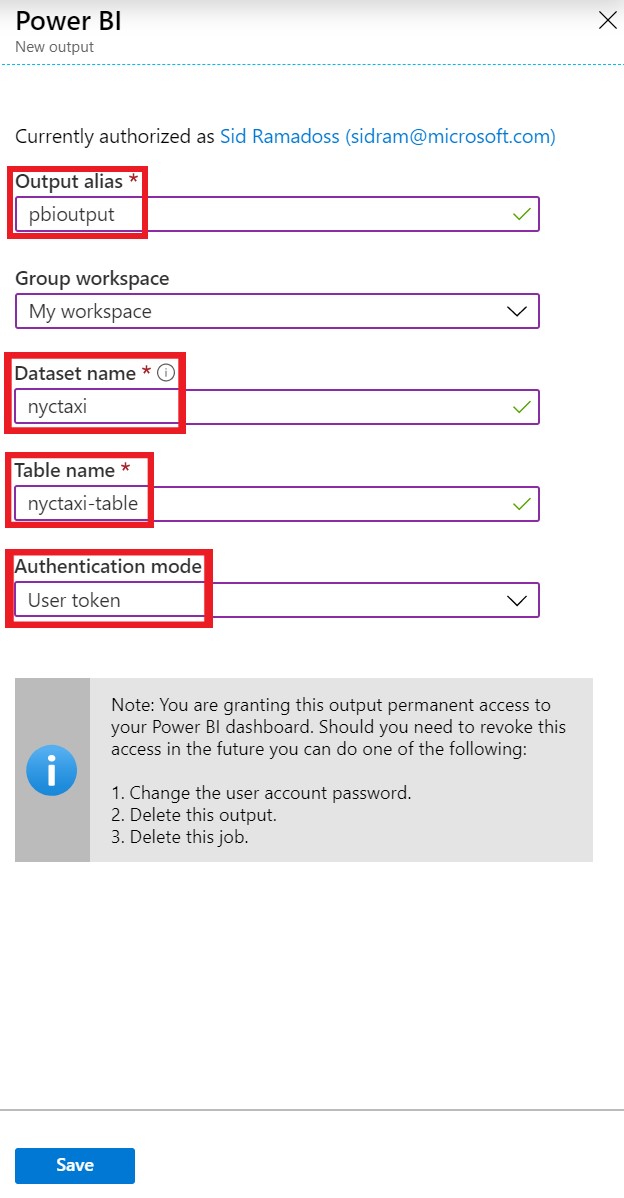 Power BI
New output
Currently authorized as Sid Ramadoss (sidram@microsoft.com)
Output alias *
pbioutput
Group workspace
My workspace
Dataset name *
nyctaxi
Table name *
nyctaxi-table
Authentication mode
User token
Note: You are granting this output permanent access to
your Power BI dashboard. Should you need to revoke this
access in the future you can do one of the following:
1. Change the user account password.
2. Delete this output.
3. Delete this job.
Save